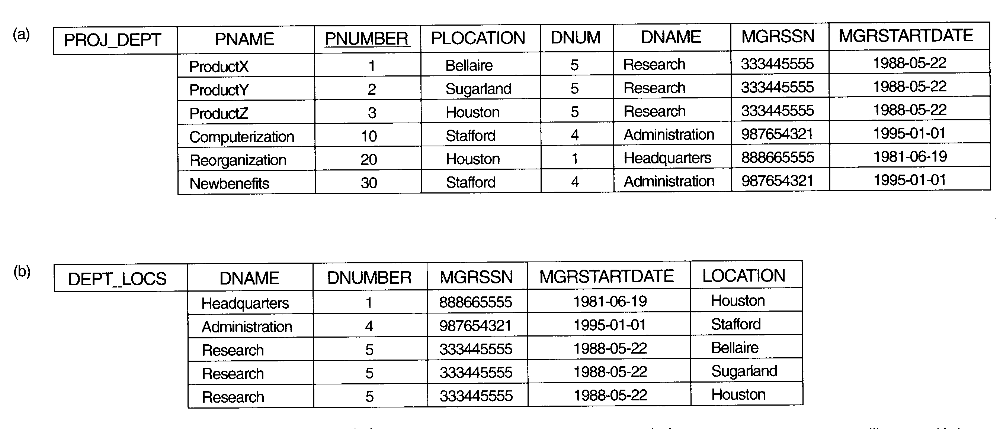 (a) PROJ_DEPT PNAME PNUMBER PLOCATION DNUM DNAME MGRSSN MGRSTARTDATE
ProductX 1 Bellaire 5 Research 333445555 1988-05-22
ProductY 2 Sugarland 5 Research 333445555 1988-05-22
ProductZ 3 Houston 5 Research 333445555 1988-05-22
Computerization 10 Stafford 4 Administration 987654321 1995-01-01
Reorganization 20 Houston 1 Headquarters 888665555 1981-06-19
Newbenefits 30 Stafford 4 Administration 987654321 1995-01-01
(b) DEPT_LOCS DNAME DNUMBER MGRSSN MGRSTARTDATE LOCATION
Headquarters 1 888665555 1981-06-19 Houston
Administration 4 987654321 1995-01-01 Stafford
Research 5 333445555 1988-05-22 Bellaire
Research 5 333445555 1988-05-22 Sugarland
Research 5 333445555 1988-05-22 Houston